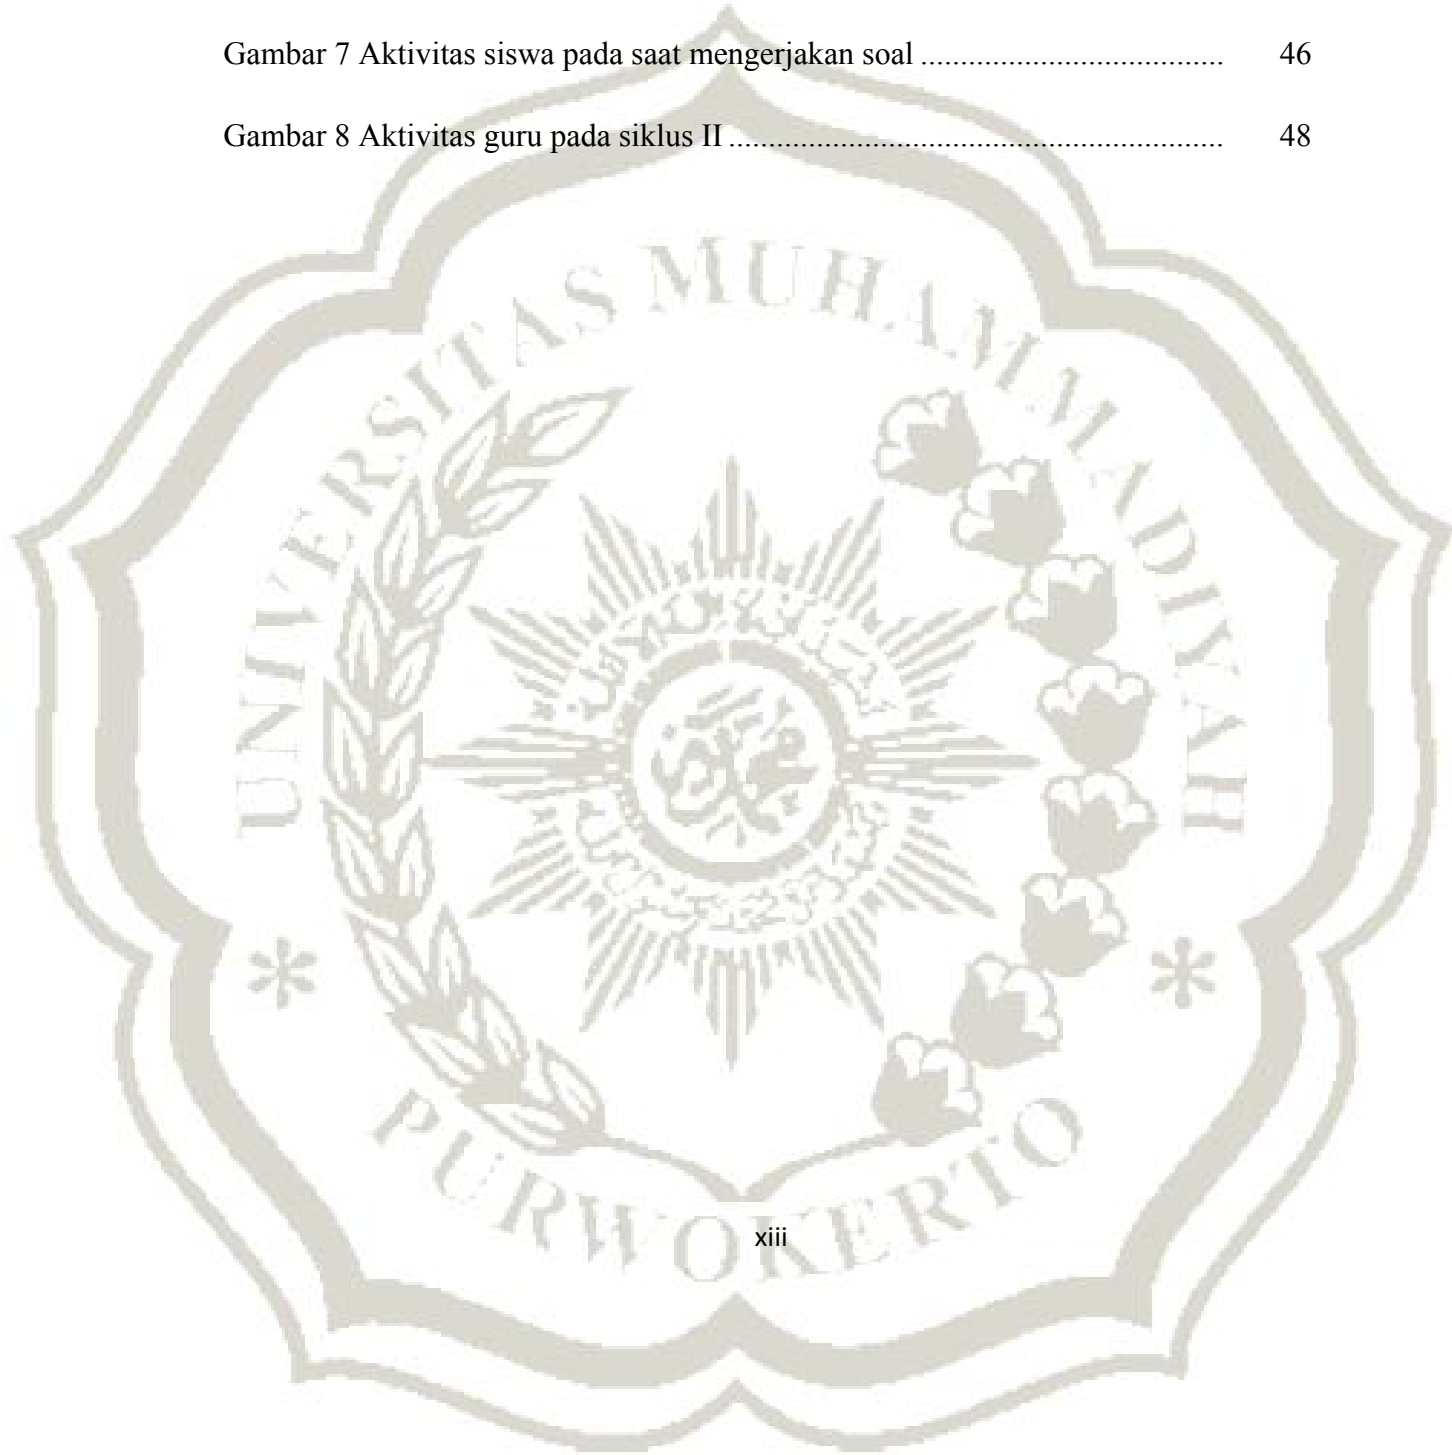 Gambar 7 Aktivitas siswa pada saat mengerjakan soal ...................................... 46
Gambar 8 Aktivitas guru pada siklus II .............................................................. 48
UNIVERSITAS MUHAMMADIYAH
PURWOKERTO
xiii